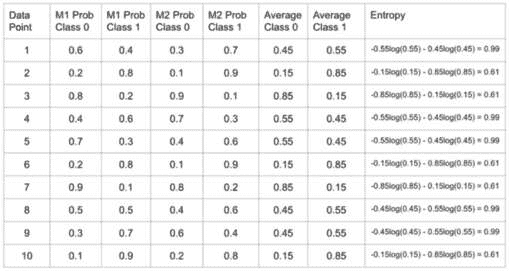 Data Point M1 Prob Class 0 M1 Prob Class 1 M2 Prob Class 0 M2 Prob Class 1 Average Class 0 Average Class 1 Entropy
1 0.6 0.4 0.3 0.7 0.45 0.55 -0.55log(0.55) - 0.45log(0.45) = 0.99
2 0.2 0.8 0.1 0.9 0.15 0.85 -0.15log(0.15) - 0.85log(0.85) = 0.61
3 0.8 0.2 0.9 0.1 0.85 0.15 -0.85log(0.85) - 0.15log(0.15) = 0.61
4 0.4 0.6 0.7 0.3 0.55 0.45 -0.55log(0.55) - 0.45log(0.45) = 0.99
5 0.7 0.3 0.4 0.6 0.55 0.45 -0.55log(0.55) - 0.45log(0.45) = 0.99
6 0.2 0.8 0.1 0.9 0.15 0.85 -0.15log(0.15) - 0.85log(0.85) = 0.61
7 0.9 0.1 0.8 0.2 0.85 0.15 -0.85log(0.85) - 0.15log(0.15) = 0.61
8 0.5 0.5 0.4 0.6 0.45 0.55 -0.45log(0.45) - 0.55log(0.55) = 0.99
9 0.3 0.7 0.6 0.4 0.45 0.55 -0.45log(0.45) - 0.55log(0.55) = 0.99
10 0.1 0.9 0.2 0.8 0.15 0.85 -0.15log(0.15) - 0.85log(0.85) = 0.61